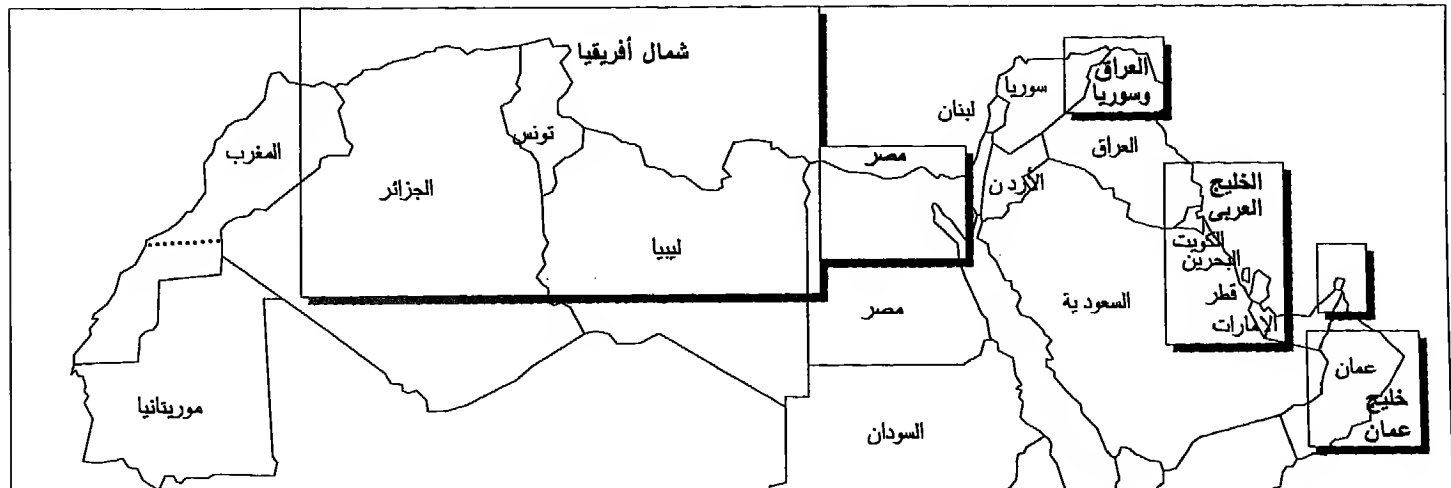 شمال أفريقيا
العراق
وسوريا
سوريا
لبنان
تونس
المغرب
الجزائر
مصر
العراق
الأردن
الخليج
العربى
الكويت
البحرين
قطر
الإمارات
ليبيا
السعودية
مصر
عمان
خليج
عمان
موريتانيا
السودان